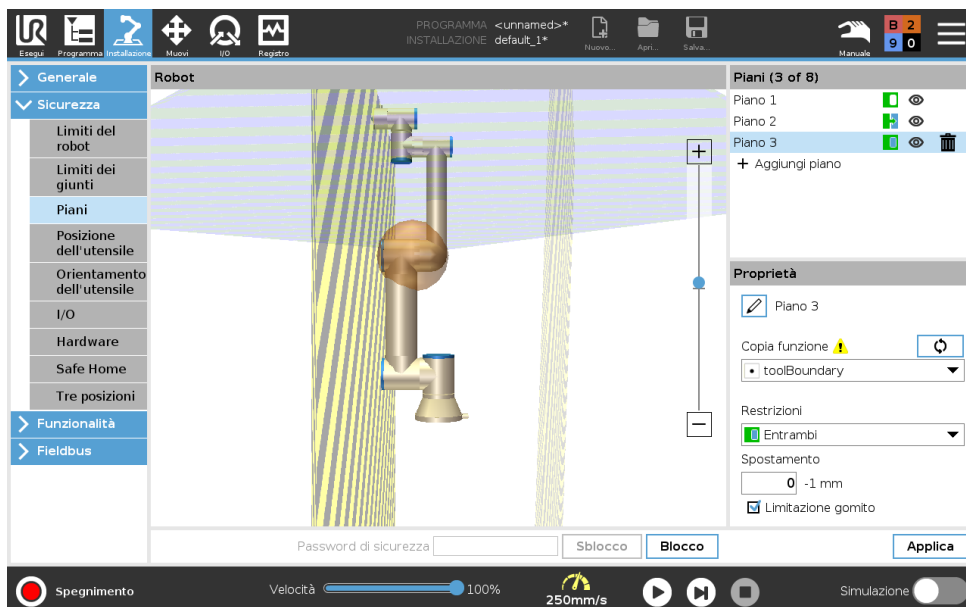 PROGRAMMA <unnamed>*
INSTALLAZIONE default_1*
Esegui
Programma
Installazione
Muovi
I/O
Registro
Nuovo...
Apri...
Salva...
Manuale
B 2
9 0
Generale
Sicurezza
Limiti del
robot
Limiti dei
giunti
Piani
Posizione
dell'utensile
Orientamento
dell'utensile
I/O
Hardware
Safe Home
Tre posizioni
Funzionalità
Fieldbus
Robot
Piani (3 of 8)
Piano 1
Piano 2
Piano 3
+ Aggiungi piano
Proprietà
Piano 3
Copia funzione
toolBoundary
Restrizioni
Entrambi
Spostamento
0 -1 mm
Limitazione gomito
Password di sicurezza
Sblocco
Blocco
Applica
Spegnimento
Velocità
100%
250mm/s
Simulazione